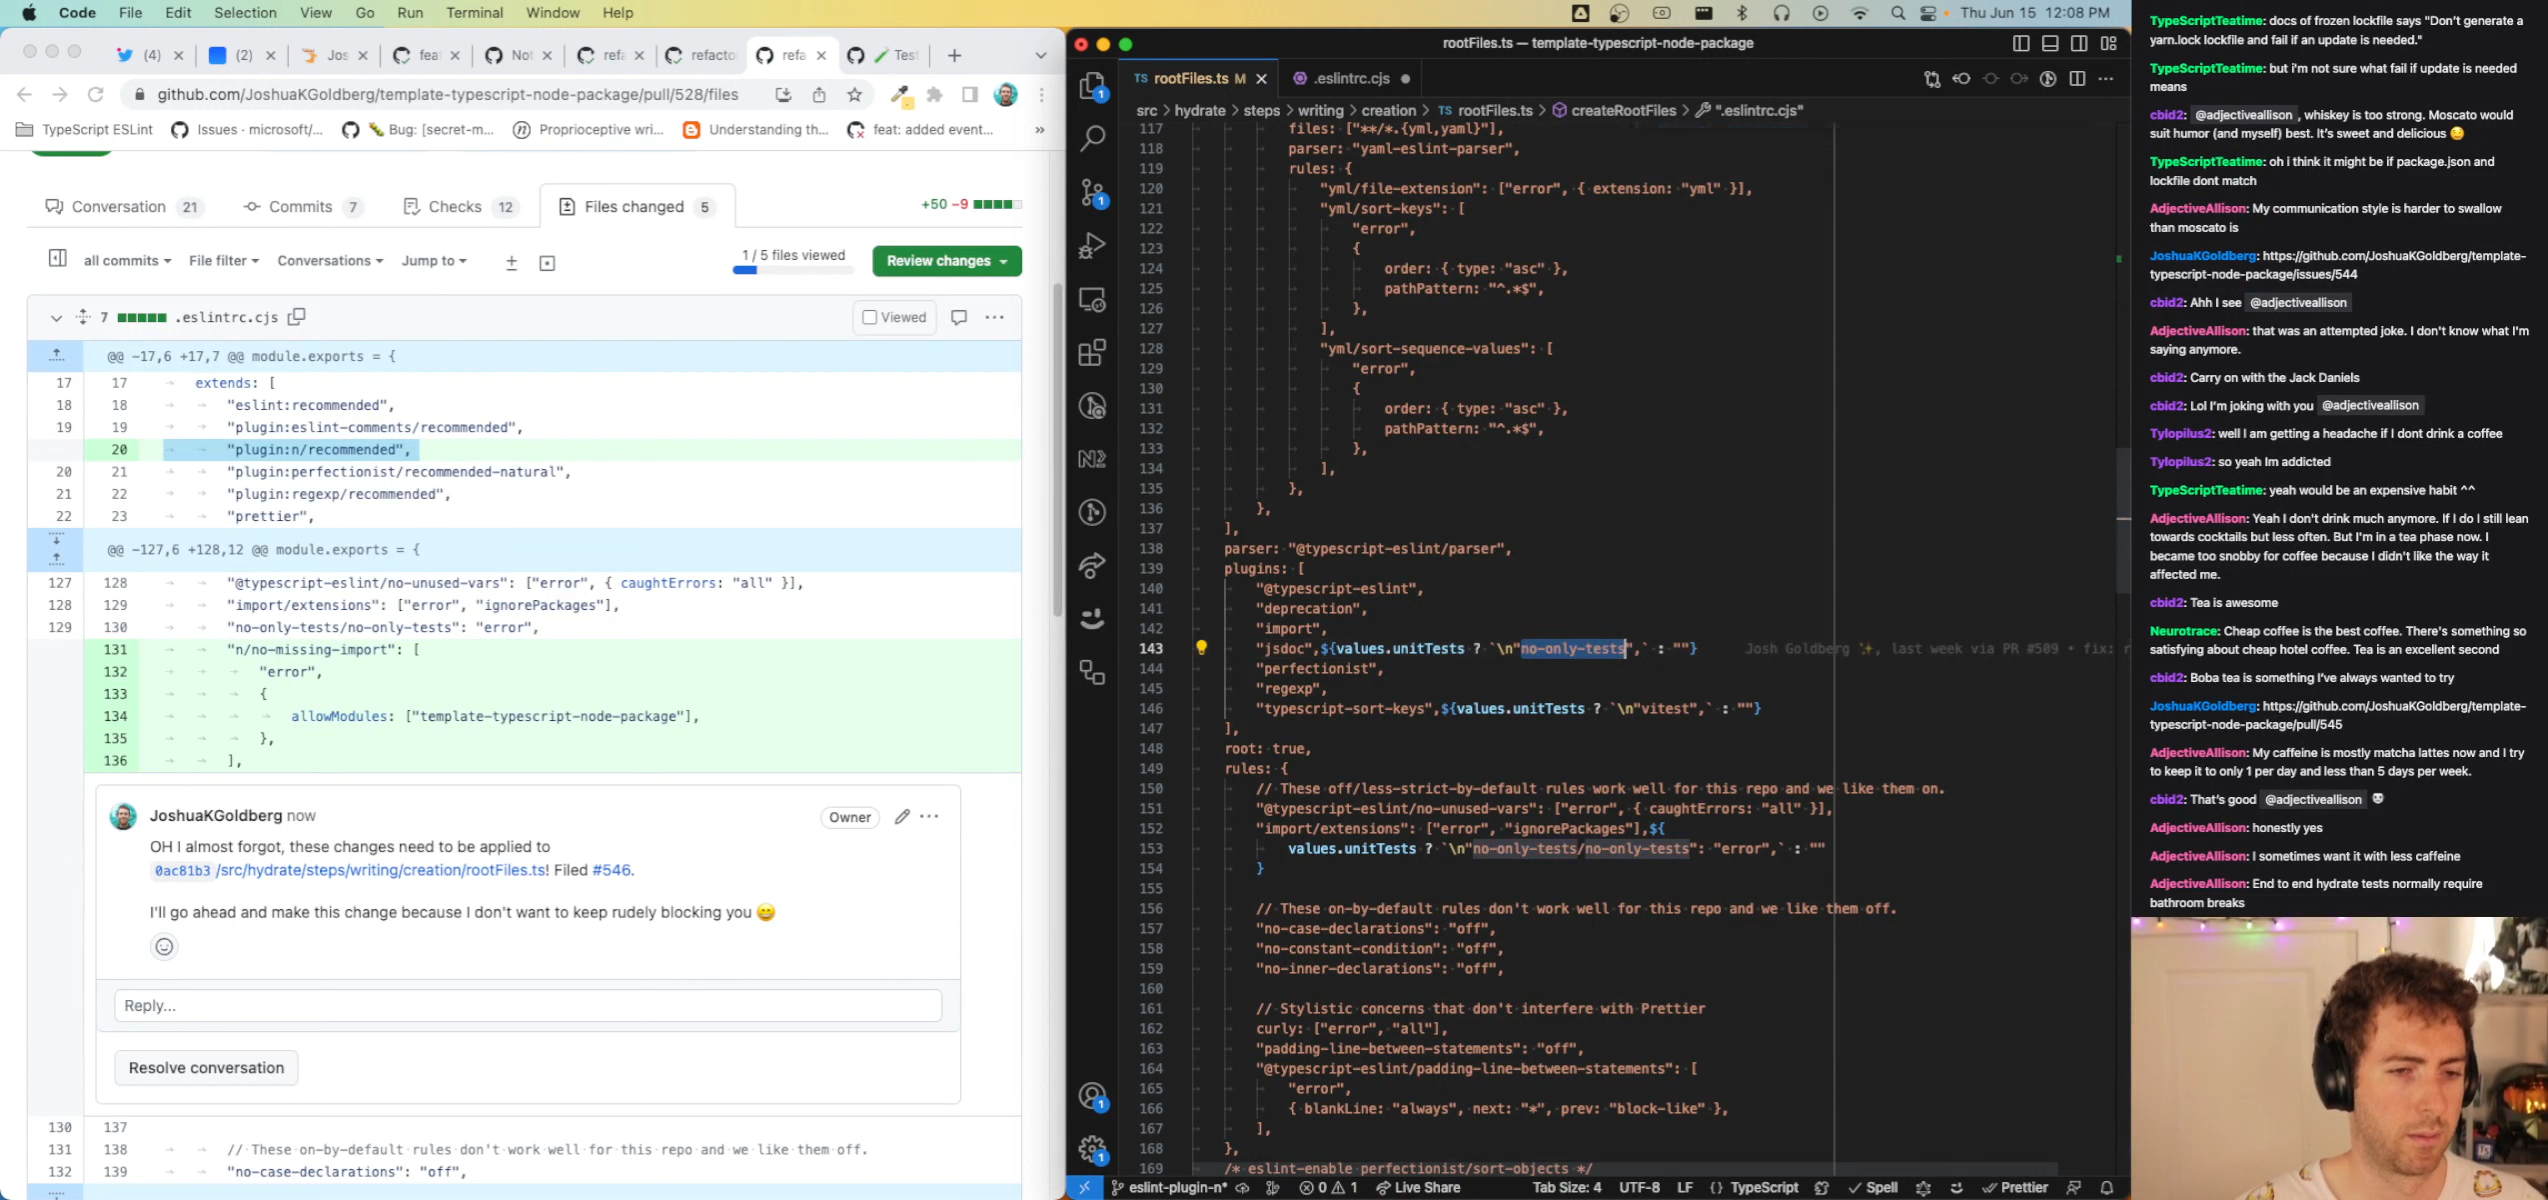 Code File Edit Selection View Go Run Terminal Window Help
Thu Jun 15 12:08 PM
(4) (2) Jos feat Not refa refacto refa Test
github.com/JoshuaKGoldberg/template-typescript-node-package/pull/528/files
TypeScript ESLint Issues · microsoft/... Bug: [secret-m... Proprioceptive wri... Understanding th... feat: added event... »
Conversation 21 Commits 7 Checks 12 Files changed 5 +50 −9
all commits File filter Conversations Jump to 1 / 5 files viewed Review changes
7 .eslintrc.cjs Viewed
@@ -17,6 +17,7 @@ module.exports = {
17 17 extends: [
18 18 "eslint:recommended",
19 19 "plugin:eslint-comments/recommended",
20 "plugin:n/recommended",
20 21 "plugin:perfectionist/recommended-natural",
21 22 "plugin:regexp/recommended",
22 23 "prettier",
@@ -127,6 +128,12 @@ module.exports = {
127 128 "@typescript-eslint/no-unused-vars": ["error", { caughtErrors: "all" }],
128 129 "import/extensions": ["error", "ignorePackages"],
129 130 "no-only-tests/no-only-tests": "error",
131 "n/no-missing-import": [
132 "error",
133 {
134 allowModules: ["template-typescript-node-package"],
135 },
136 ],
JoshuaKGoldberg now Owner
OH I almost forgot, these changes need to be applied to
0ac81b3 /src/hydrate/steps/writing/creation/rootFiles.ts! Filed #546.
I'll go ahead and make this change because I don't want to keep rudely blocking you 😄
Reply...
Resolve conversation
130 137
131 138 // These on-by-default rules don't work well for this repo and we like them off.
132 139 "no-case-declarations": "off",
rootFiles.ts — template-typescript-node-package
TS rootFiles.ts M .eslintrc.cjs
src > hydrate > steps > writing > creation > TS rootFiles.ts > createRootFiles > ".eslintrc.cjs"
117 files: ["**/*.{yml,yaml}"],
118 parser: "yaml-eslint-parser",
119 rules: {
120 "yml/file-extension": ["error", { extension: "yml" }],
121 "yml/sort-keys": [
122 "error",
123 {
124 order: { type: "asc" },
125 pathPattern: "^.*$",
126 },
127 ],
128 "yml/sort-sequence-values": [
129 "error",
130 {
131 order: { type: "asc" },
132 pathPattern: "^.*$",
133 },
134 ],
135 },
136 },
137 ],
138 parser: "@typescript-eslint/parser",
139 plugins: [
140 "@typescript-eslint",
141 "deprecation",
142 "import",
143 "jsdoc",${values.unitTests ? `\n"no-only-tests",` : ""} Josh Goldberg ✨, last week via PR #509 • fix: r
144 "perfectionist",
145 "regexp",
146 "typescript-sort-keys",${values.unitTests ? `\n"vitest",` : ""}
147 ],
148 root: true,
149 rules: {
150 // These off/less-strict-by-default rules work well for this repo and we like them on.
151 "@typescript-eslint/no-unused-vars": ["error", { caughtErrors: "all" }],
152 "import/extensions": ["error", "ignorePackages"],${
153 values.unitTests ? `\n"no-only-tests/no-only-tests": "error",` : ""
154 }
155
156 // These on-by-default rules don't work well for this repo and we like them off.
157 "no-case-declarations": "off",
158 "no-constant-condition": "off",
159 "no-inner-declarations": "off",
160
161 // Stylistic concerns that don't interfere with Prettier
162 curly: ["error", "all"],
163 "padding-line-between-statements": "off",
164 "@typescript-eslint/padding-line-between-statements": [
165 "error",
166 { blankLine: "always", next: "*", prev: "block-like" },
167 ],
168 },
169 /* eslint-enable perfectionist/sort-objects */
eslint-plugin-n* 0 1 Live Share Tab Size: 4 UTF-8 LF {} TypeScript Spell Prettier
TypeScriptTeatime: docs of frozen lockfile says "Don't generate a
yarn.lock lockfile and fail if an update is needed."
TypeScriptTeatime: but i'm not sure what fail if update is needed
means
cbid2: @adjectiveallison , whiskey is too strong. Moscato would
suit humor (and myself) best. It's sweet and delicious 😋
TypeScriptTeatime: oh i think it might be if package.json and
lockfile dont match
AdjectiveAllison: My communication style is harder to swallow
than moscato is
JoshuaKGoldberg: https://github.com/JoshuaKGoldberg/template-
typescript-node-package/issues/544
cbid2: Ahh I see @adjectiveallison
AdjectiveAllison: that was an attempted joke. I don't know what I'm
saying anymore.
cbid2: Carry on with the Jack Daniels
cbid2: Lol I'm joking with you @adjectiveallison
Tylopilus2: well I am getting a headache if I dont drink a coffee
Tylopilus2: so yeah Im addicted
TypeScriptTeatime: yeah would be an expensive habit ^^
AdjectiveAllison: Yeah I don't drink much anymore. If I do I still lean
towards cocktails but less often. But I'm in a tea phase now. I
became too snobby for coffee because I didn't like the way it
affected me.
cbid2: Tea is awesome
Neurotrace: Cheap coffee is the best coffee. There's something so
satisfying about cheap hotel coffee. Tea is an excellent second
cbid2: Boba tea is something I've always wanted to try
JoshuaKGoldberg: https://github.com/JoshuaKGoldberg/template-
typescript-node-package/pull/545
AdjectiveAllison: My caffeine is mostly matcha lattes now and I try
to keep it to only 1 per day and less than 5 days per week.
cbid2: That's good @adjectiveallison
AdjectiveAllison: honestly yes
AdjectiveAllison: I sometimes want it with less caffeine
AdjectiveAllison: End to end hydrate tests normally require
bathroom breaks